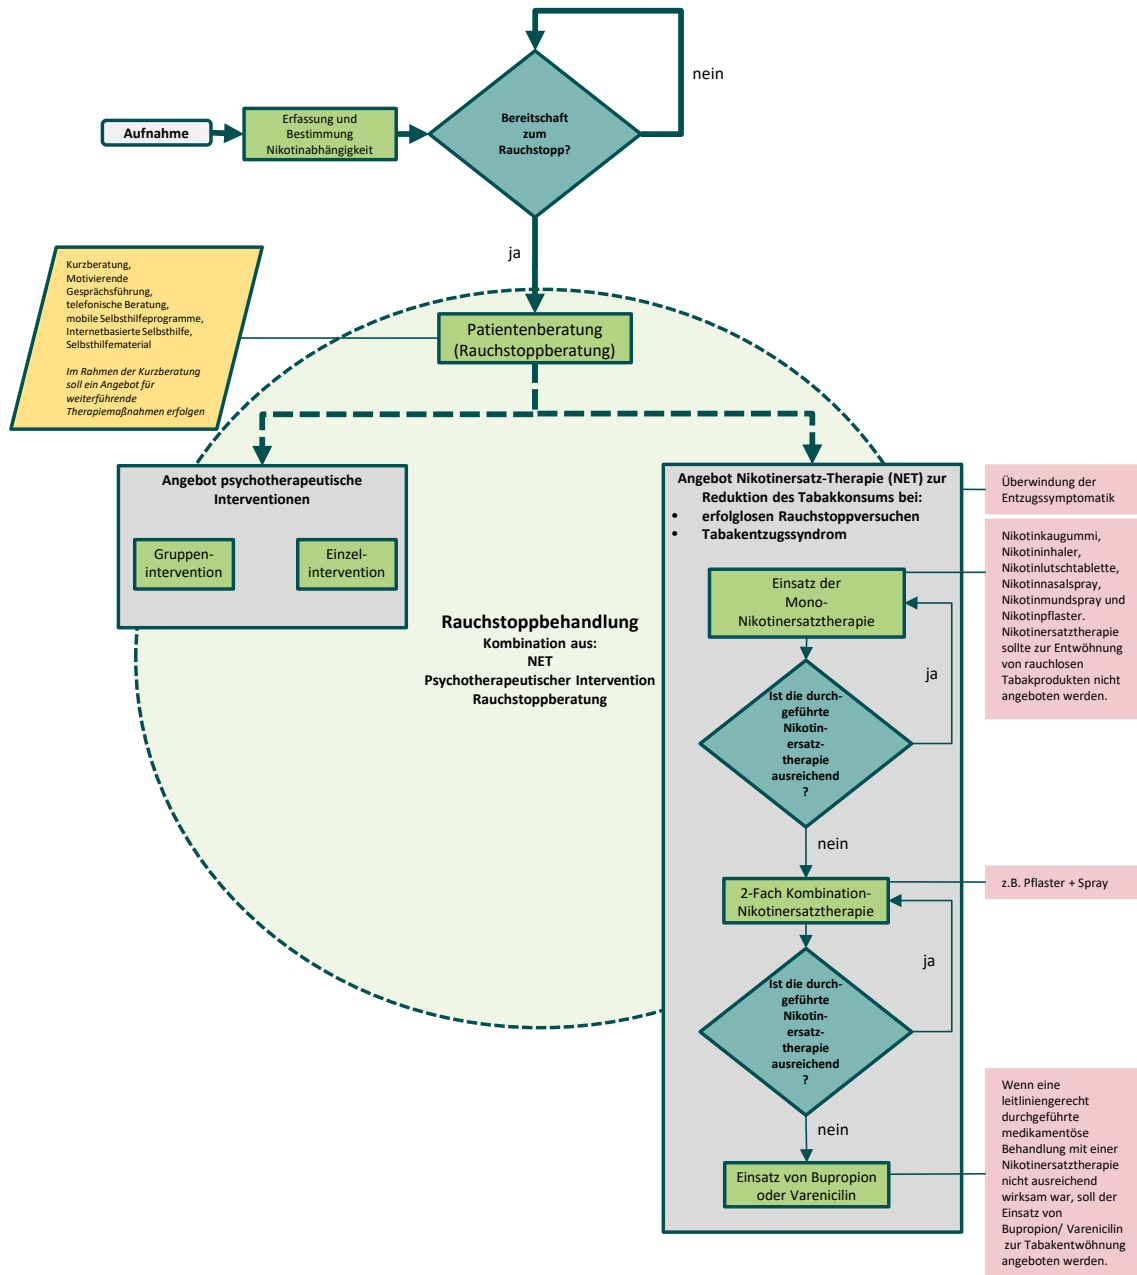 nein
Aufnahme
Erfassung und
Bestimmung
Nikotinabhängigkeit
Bereitschaft
zum
Rauchstopp?
ja
Kurzberatung,
Motivierende
Gesprächsführung,
telefonische Beratung,
mobile Selbsthilfeprogramme,
Internetbasierte Selbsthilfe,
Selbsthilfematerial
Im Rahmen der Kurzberatung
soll ein Angebot für
weiterführende
Therapiemaßnahmen erfolgen
Patientenberatung
(Rauchstoppberatung)
Angebot psychotherapeutische
Interventionen
Gruppen-
intervention
Einzel-
intervention
Rauchstoppbehandlung
Kombination aus:
NET
Psychotherapeutischer Intervention
Rauchstoppberatung
Angebot Nikotinersatz-Therapie (NET) zur
Reduktion des Tabakkonsums bei:
• erfolglosen Rauchstoppversuchen
• Tabakentzugssyndrom
Überwindung der
Entzugssymptomatik
Einsatz der
Mono-
Nikotinersatztherapie
Nikotinkaugummi,
Nikotininhaler,
Nikotinlutschtablette,
Nikotinnasalspray,
Nikotinmundspray und
Nikotinpflaster.
Nikotinersatztherapie
sollte zur Entwöhnung
von rauchlosen
Tabakprodukten nicht
angeboten werden.
ja
Ist die durch-
geführte
Nikotin-
ersatz-
therapie
ausreichend
?
nein
2-Fach Kombination-
Nikotinersatztherapie
z.B. Pflaster + Spray
ja
Ist die durch-
geführte
Nikotin-
ersatz-
therapie
ausreichend
?
nein
Einsatz von Bupropion
oder Varenicilin
Wenn eine
leitliniengerecht
durchgeführte
medikamentöse
Behandlung mit einer
Nikotinersatztherapie
nicht ausreichend
wirksam war, soll der
Einsatz von
Bupropion/ Varenicilin
zur Tabakentwöhnung
angeboten werden.